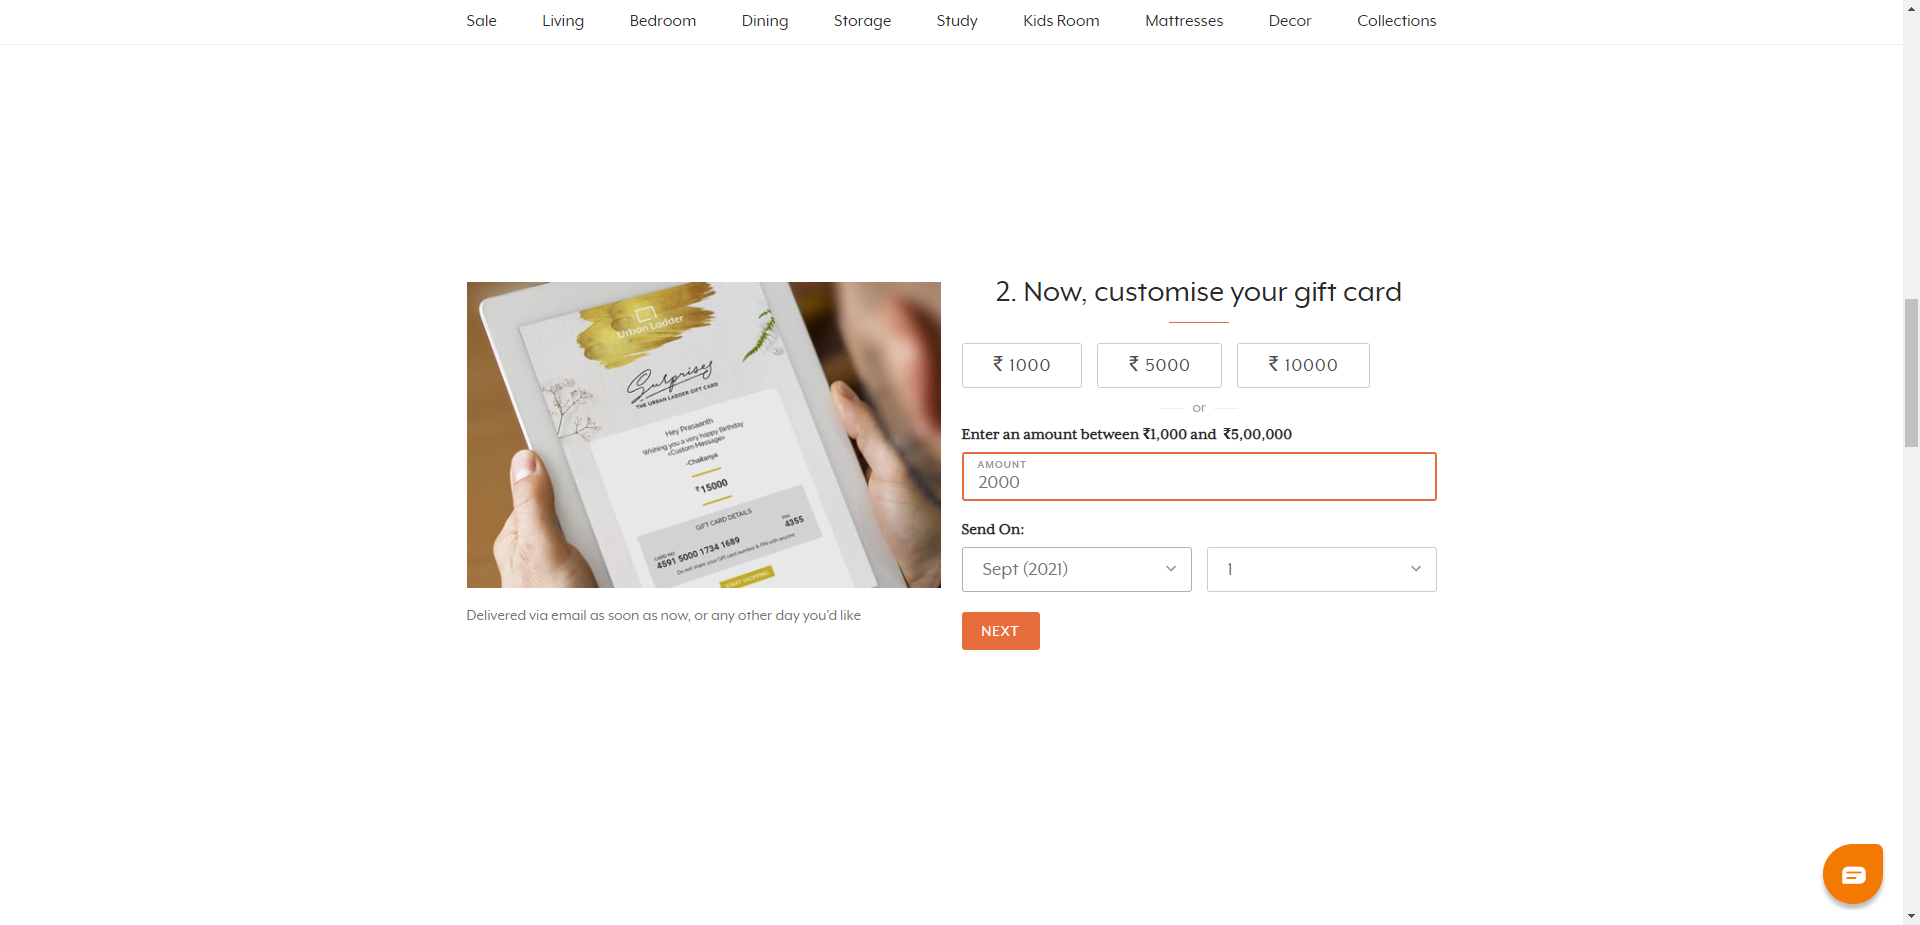 Sale Living Bedroom Dining Storage Study Kids Room Mattresses Decor Collections
Urban Ladder
Surprise
THE URBAN LADDER GIFT CARD
Hey Prasaanth
Wishing you a very happy Birthday
<Custom Message>
-Chaitanya
₹15000
GIFT CARD DETAILS
CARD NO.
4591 5000 1734 1689
PIN
4355
Do not share your Gift card number & PIN with anyone
START SHOPPING
Delivered via email as soon as now, or any other day you'd like
2. Now, customise your gift card
₹ 1000 ₹ 5000 ₹ 10000
or
Enter an amount between ₹1,000 and ₹5,00,000
AMOUNT
2000
Send On:
Sept (2021) 1
NEXT